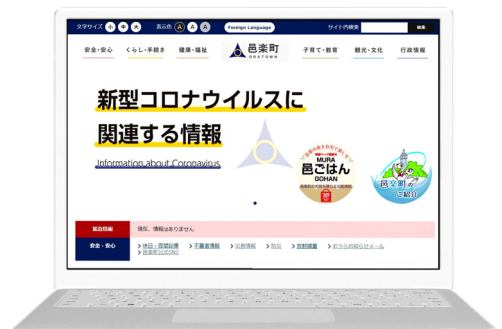 文字サイズ 小 中 大 表示色 A A A Foreign Language サイト内検索 検索
安全・安心 くらし・手続き 健康・福祉 邑楽町 子育て・教育 観光・文化 行政情報
ORATOWN
新型コロナウイルスに
関連する情報
Information about Coronavirus
MURA
邑ごはん
GOHAN
邑楽町の
ご紹介
緊急情報 現在、情報はありません
安全・安心 休日・夜間診療 不審者情報 災害情報 防災 放射線量 おうらお知らせメール
邑楽町公式SNS